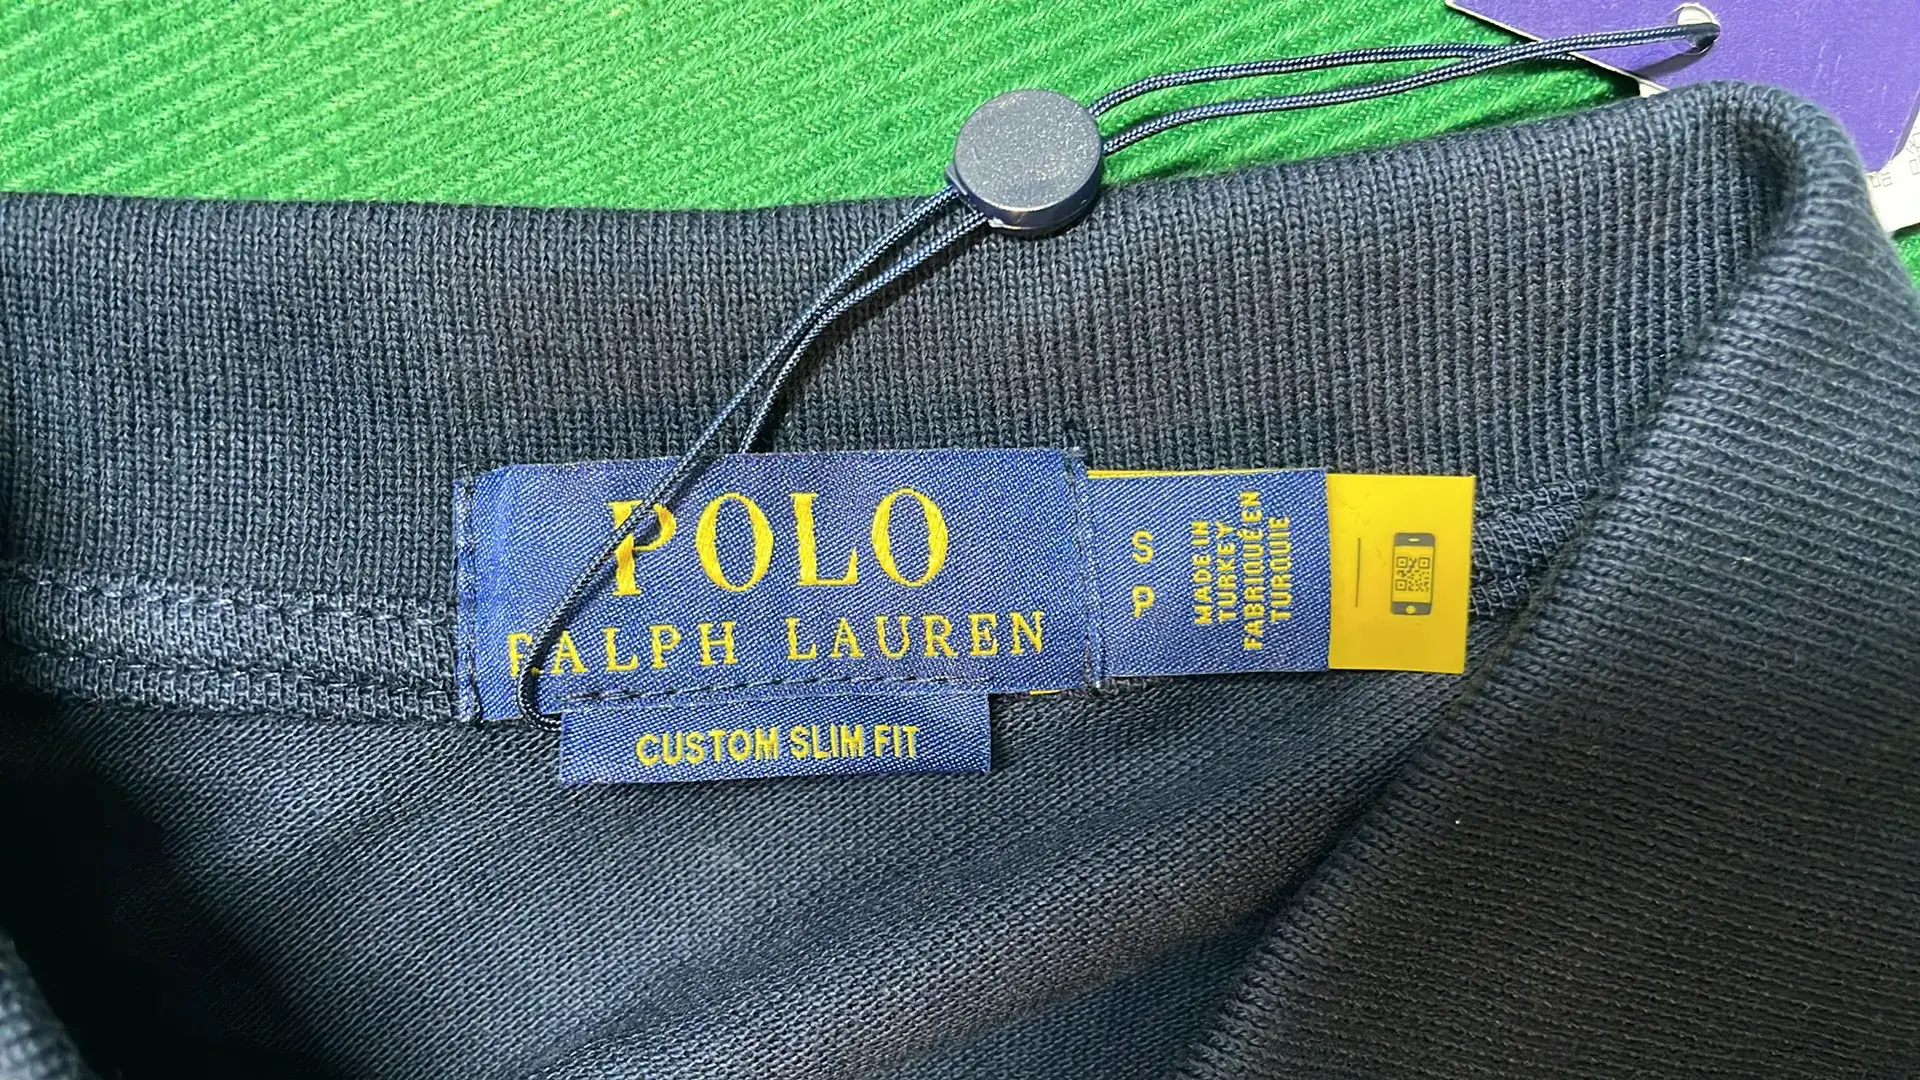 POLO
RALPH LAUREN
CUSTOM SLIM FIT
S
P
MADE IN
TURKEY
FABRIQUÉ EN
TURQUIE